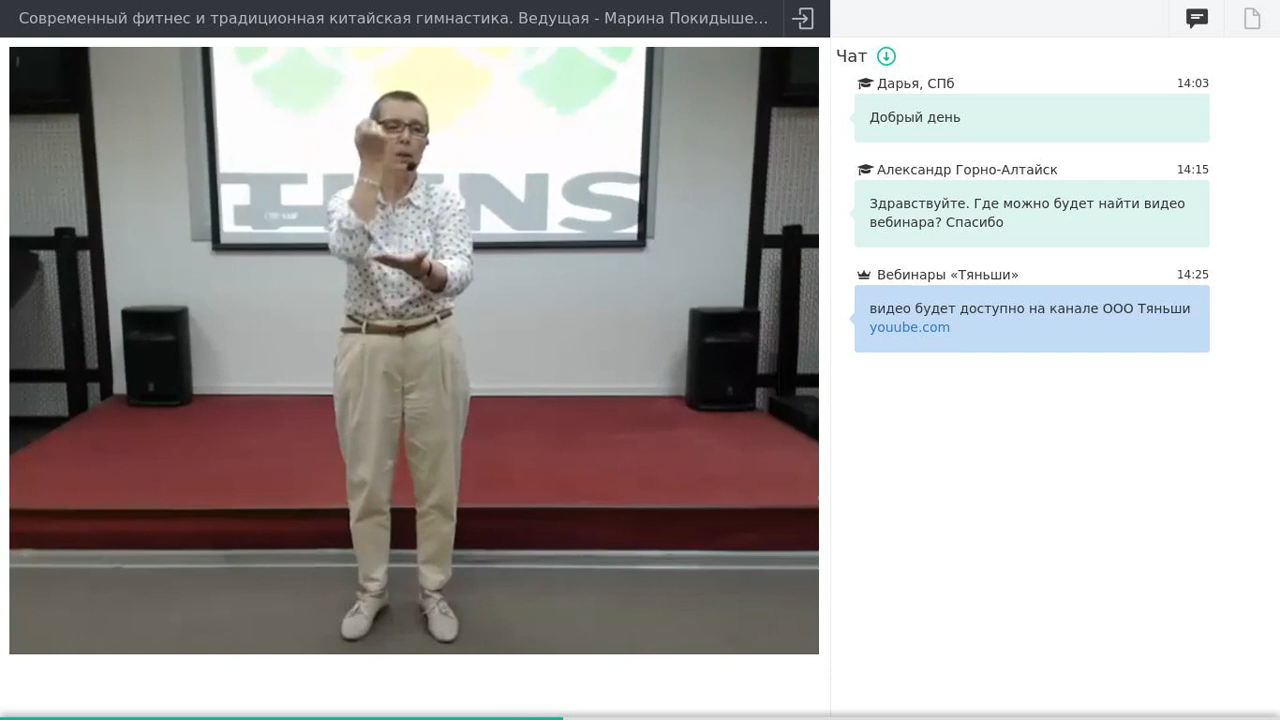 Современный фитнес и традиционная китайская гимнастика. Ведущая - Марина Покидыше...
Чат
Дарья, СПб 14:03
Добрый день
Александр Горно-Алтайск 14:15
Здравствуйте. Где можно будет найти видео
вебинара? Спасибо
Вебинары «Тяньши» 14:25
видео будет доступно на канале ООО Тяньши
youube.com